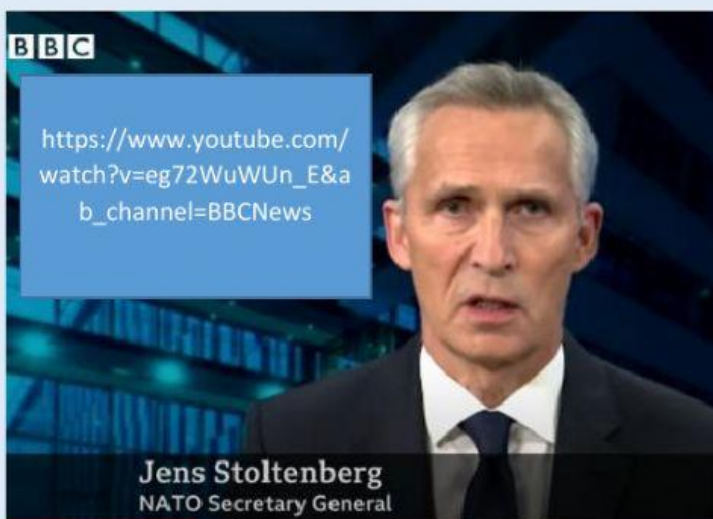 BBC
https://www.youtube.com/
watch?v=eg72WuWUn_E&a
b_channel=BBCNews
Jens Stoltenberg
NATO Secretary General